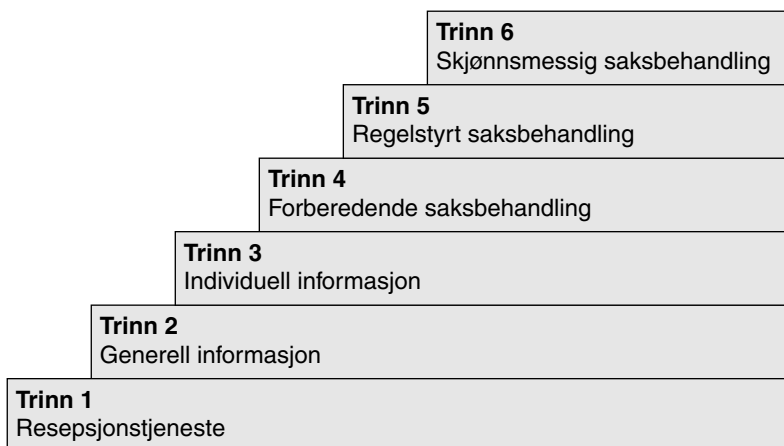 Trinn 6
Skjønnsmessig saksbehandling
Trinn 5
Regelstyrt saksbehandling
Trinn 4
Forberedende saksbehandling
Trinn 3
Individuell informasjon
Trinn 2
Generell informasjon
Trinn 1
Resepsjonstjeneste